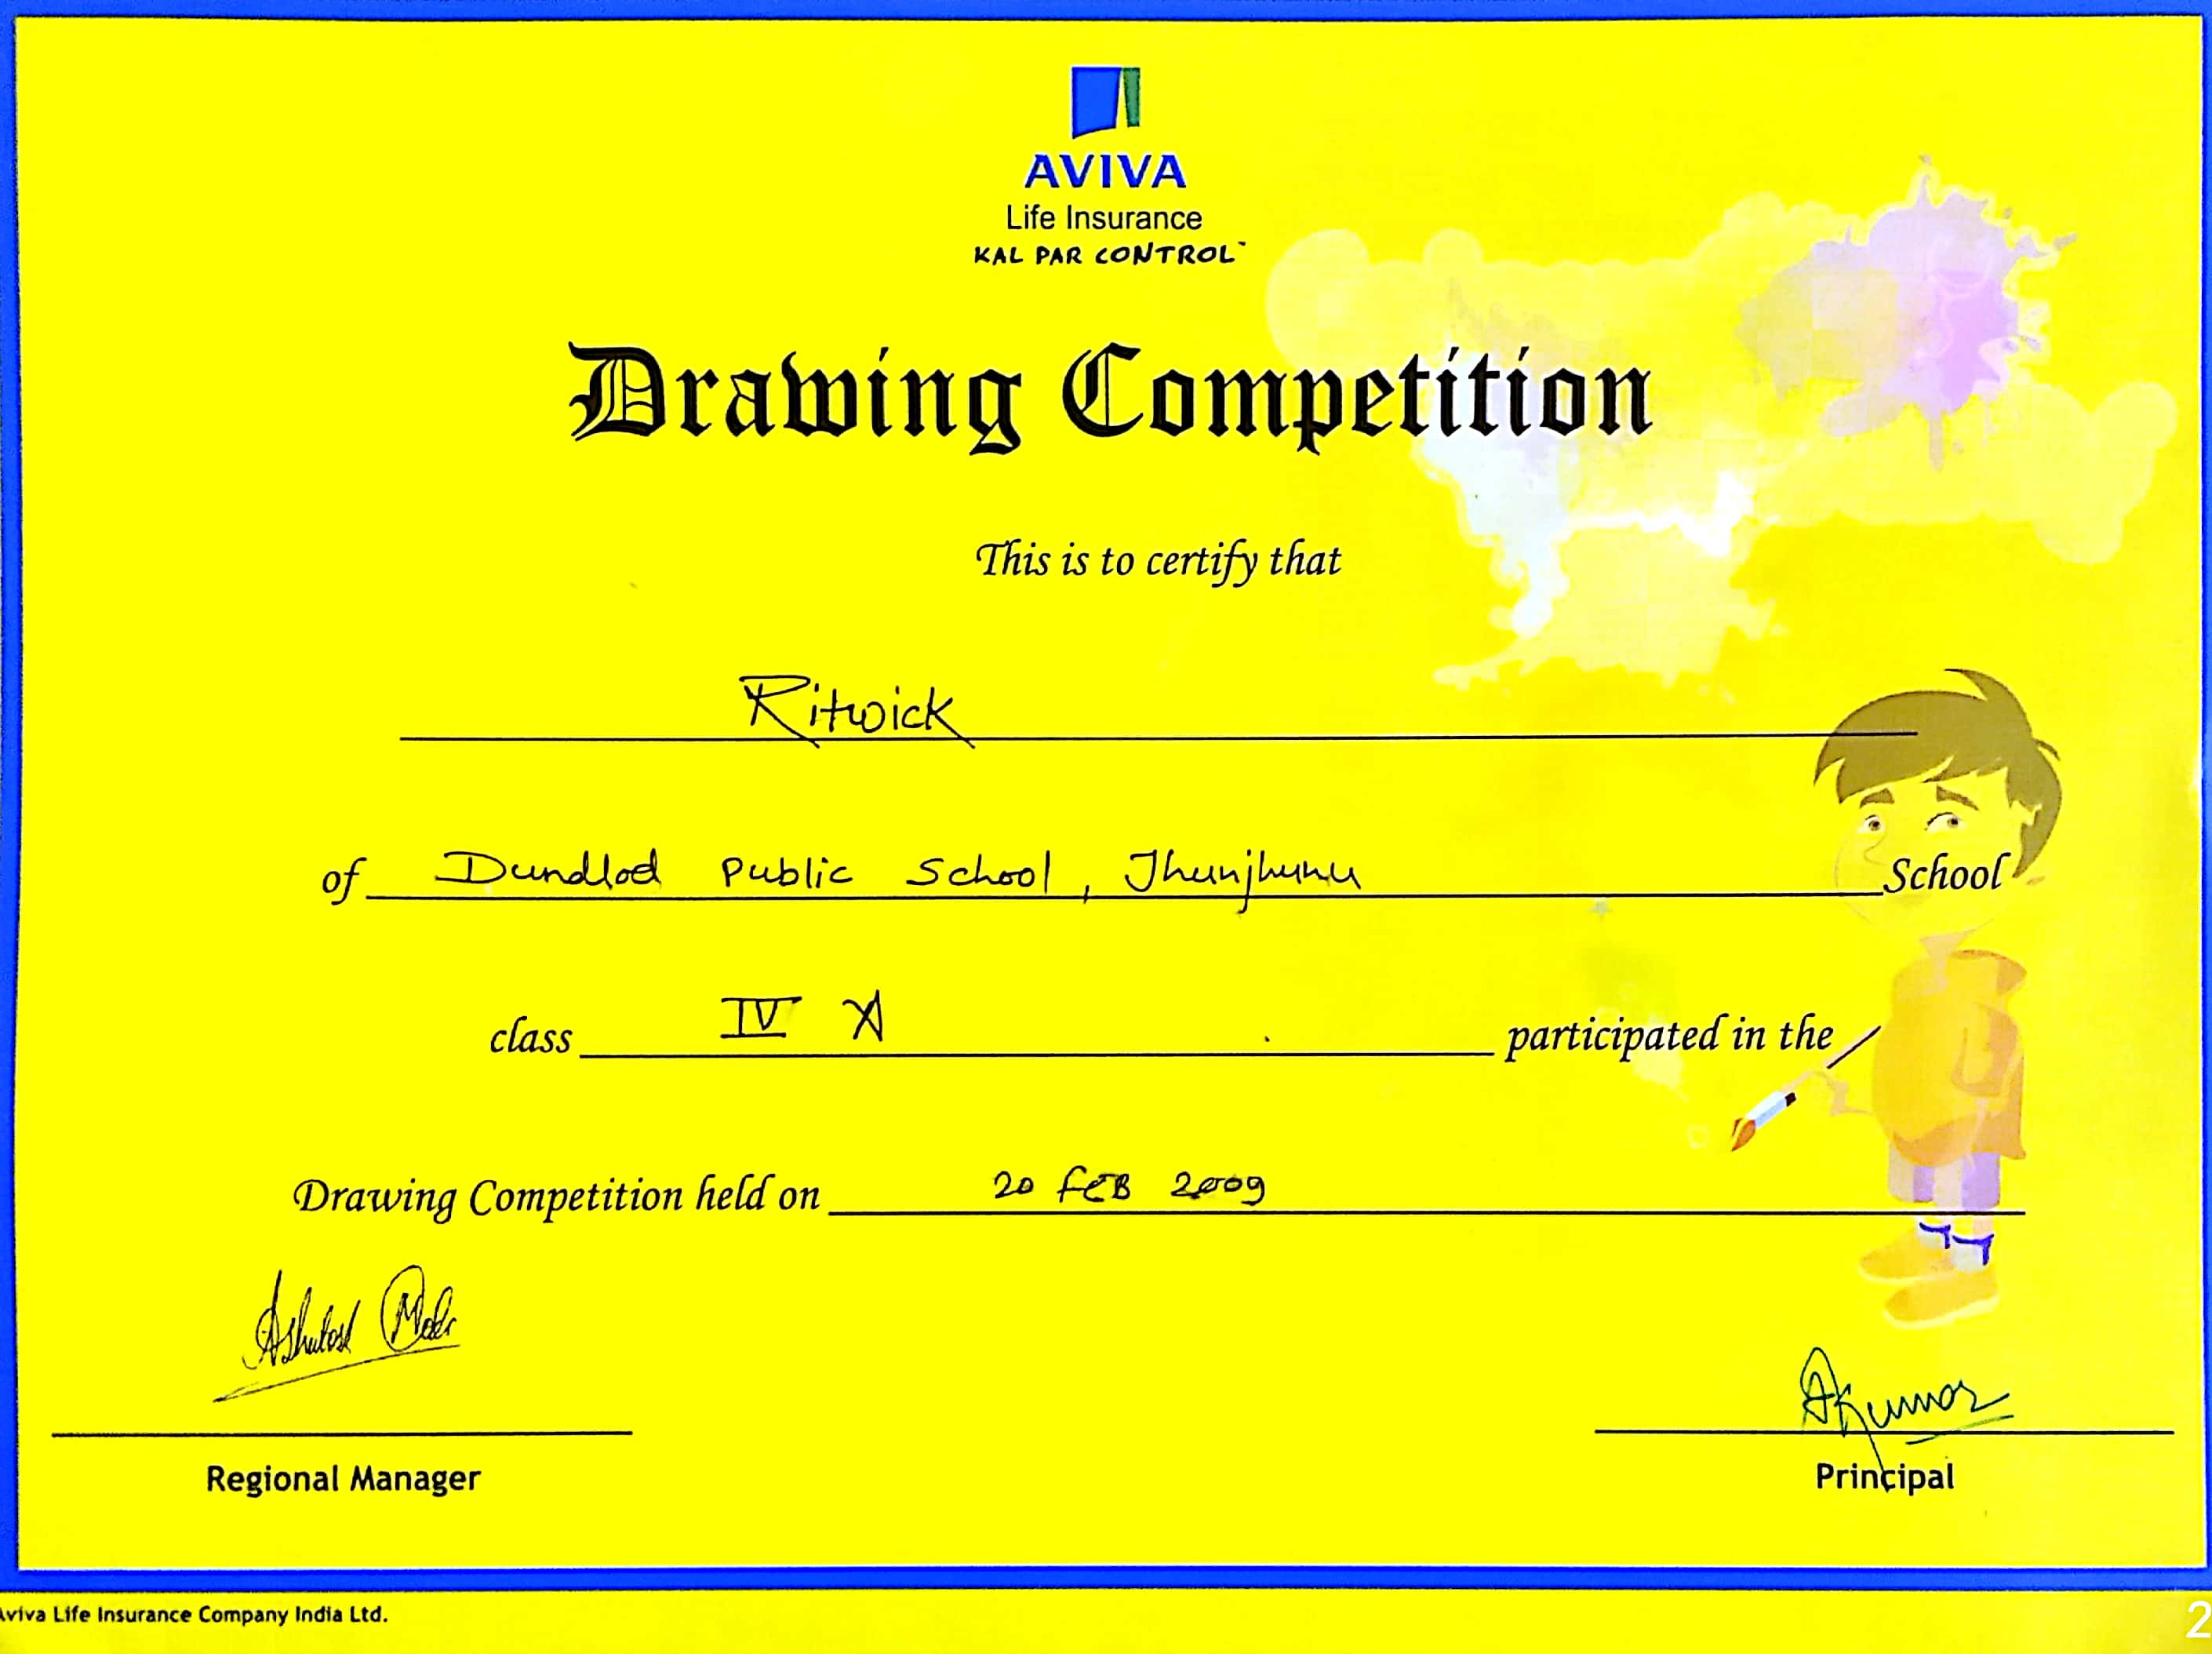 AVIVA
Life Insurance
KAL PAR CONTROL™
Drawing Competition
This is to certify that
Ritwick
of Dundlod Public School, Jhunjhunu School
class IV A participated in the
Drawing Competition held on 20 FEB 2009
Ashutosh Modi
AKumar
Regional Manager
Principal
Aviva Life Insurance Company India Ltd.
2